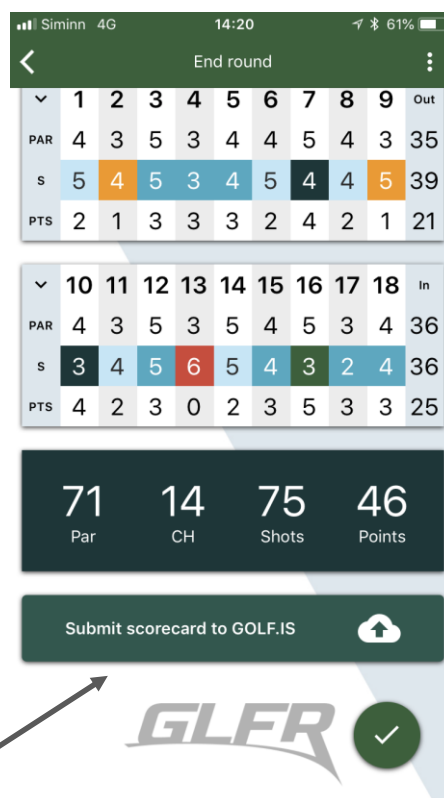 Siminn 4G 14:20 61%
End round
1 2 3 4 5 6 7 8 9 Out
PAR 4 3 5 3 4 4 5 4 3 35
S 5 4 5 3 4 5 4 4 5 39
PTS 2 1 3 3 3 2 4 2 1 21
10 11 12 13 14 15 16 17 18 In
PAR 4 3 5 3 5 4 5 3 4 36
S 3 4 5 6 5 4 3 2 4 36
PTS 4 2 3 0 2 3 5 3 3 25
71 14 75 46
Par CH Shots Points
Submit scorecard to GOLF.IS
GLFR